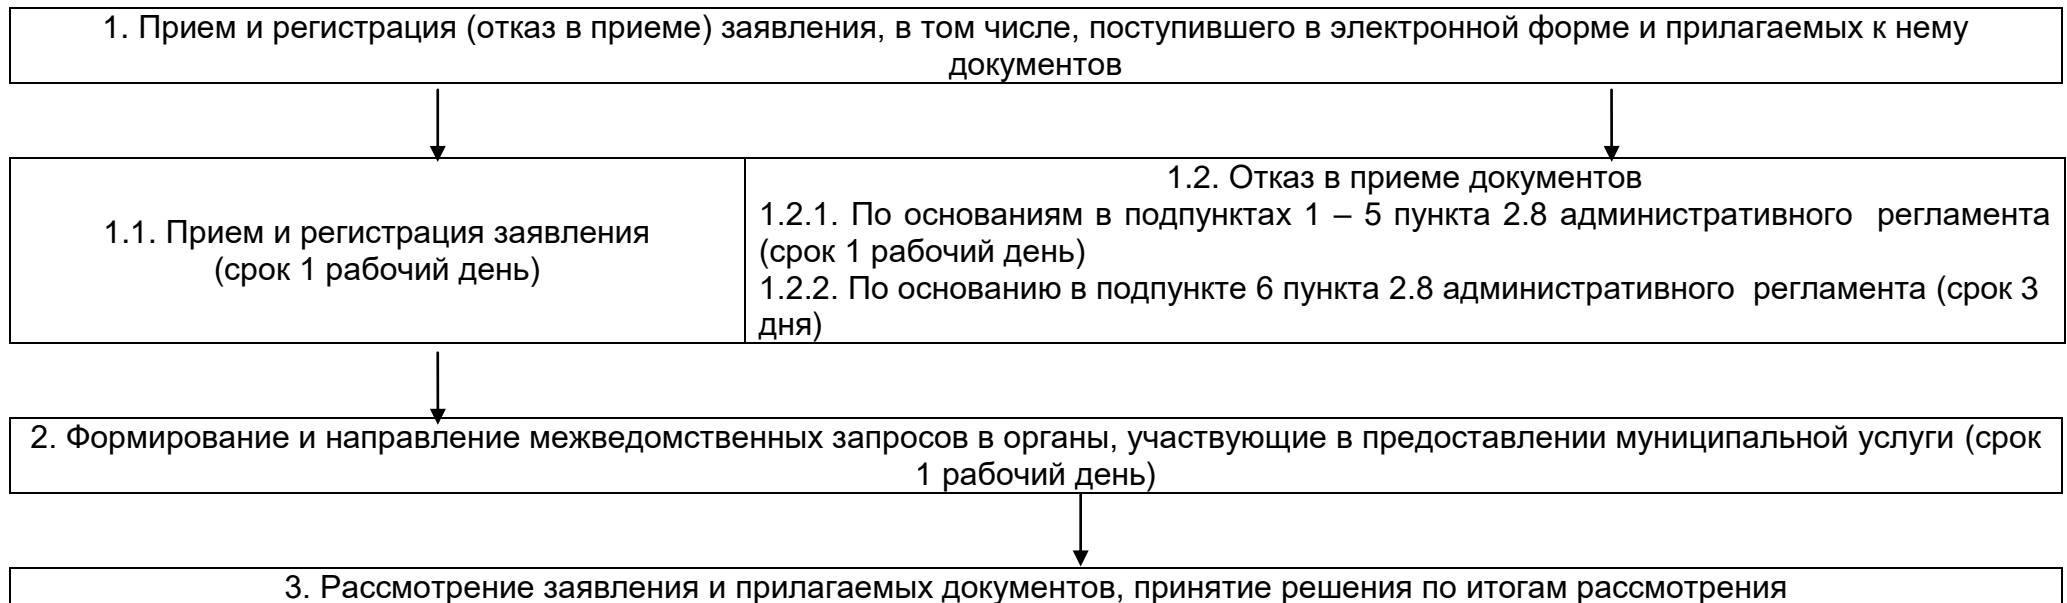 1. Прием и регистрация (отказ в приеме) заявления, в том числе, поступившего в электронной форме и прилагаемых к нему
документов
1.1. Прием и регистрация заявления
(срок 1 рабочий день)
1.2. Отказ в приеме документов
1.2.1. По основаниям в подпунктах 1 – 5 пункта 2.8 административного регламента
(срок 1 рабочий день)
1.2.2. По основанию в подпункте 6 пункта 2.8 административного регламента (срок 3
дня)
2. Формирование и направление межведомственных запросов в органы, участвующие в предоставлении муниципальной услуги (срок
1 рабочий день)
3. Рассмотрение заявления и прилагаемых документов, принятие решения по итогам рассмотрения